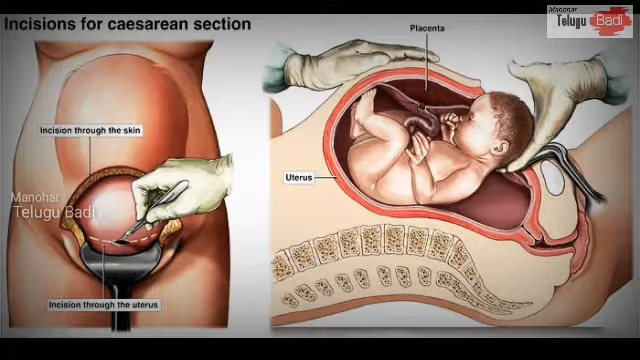 Incisions for caesarean section
Manohar
Telugu Badi
Placenta
Incision through the skin
Uterus
Manohar
Telugu Badi
Incision through the uterus